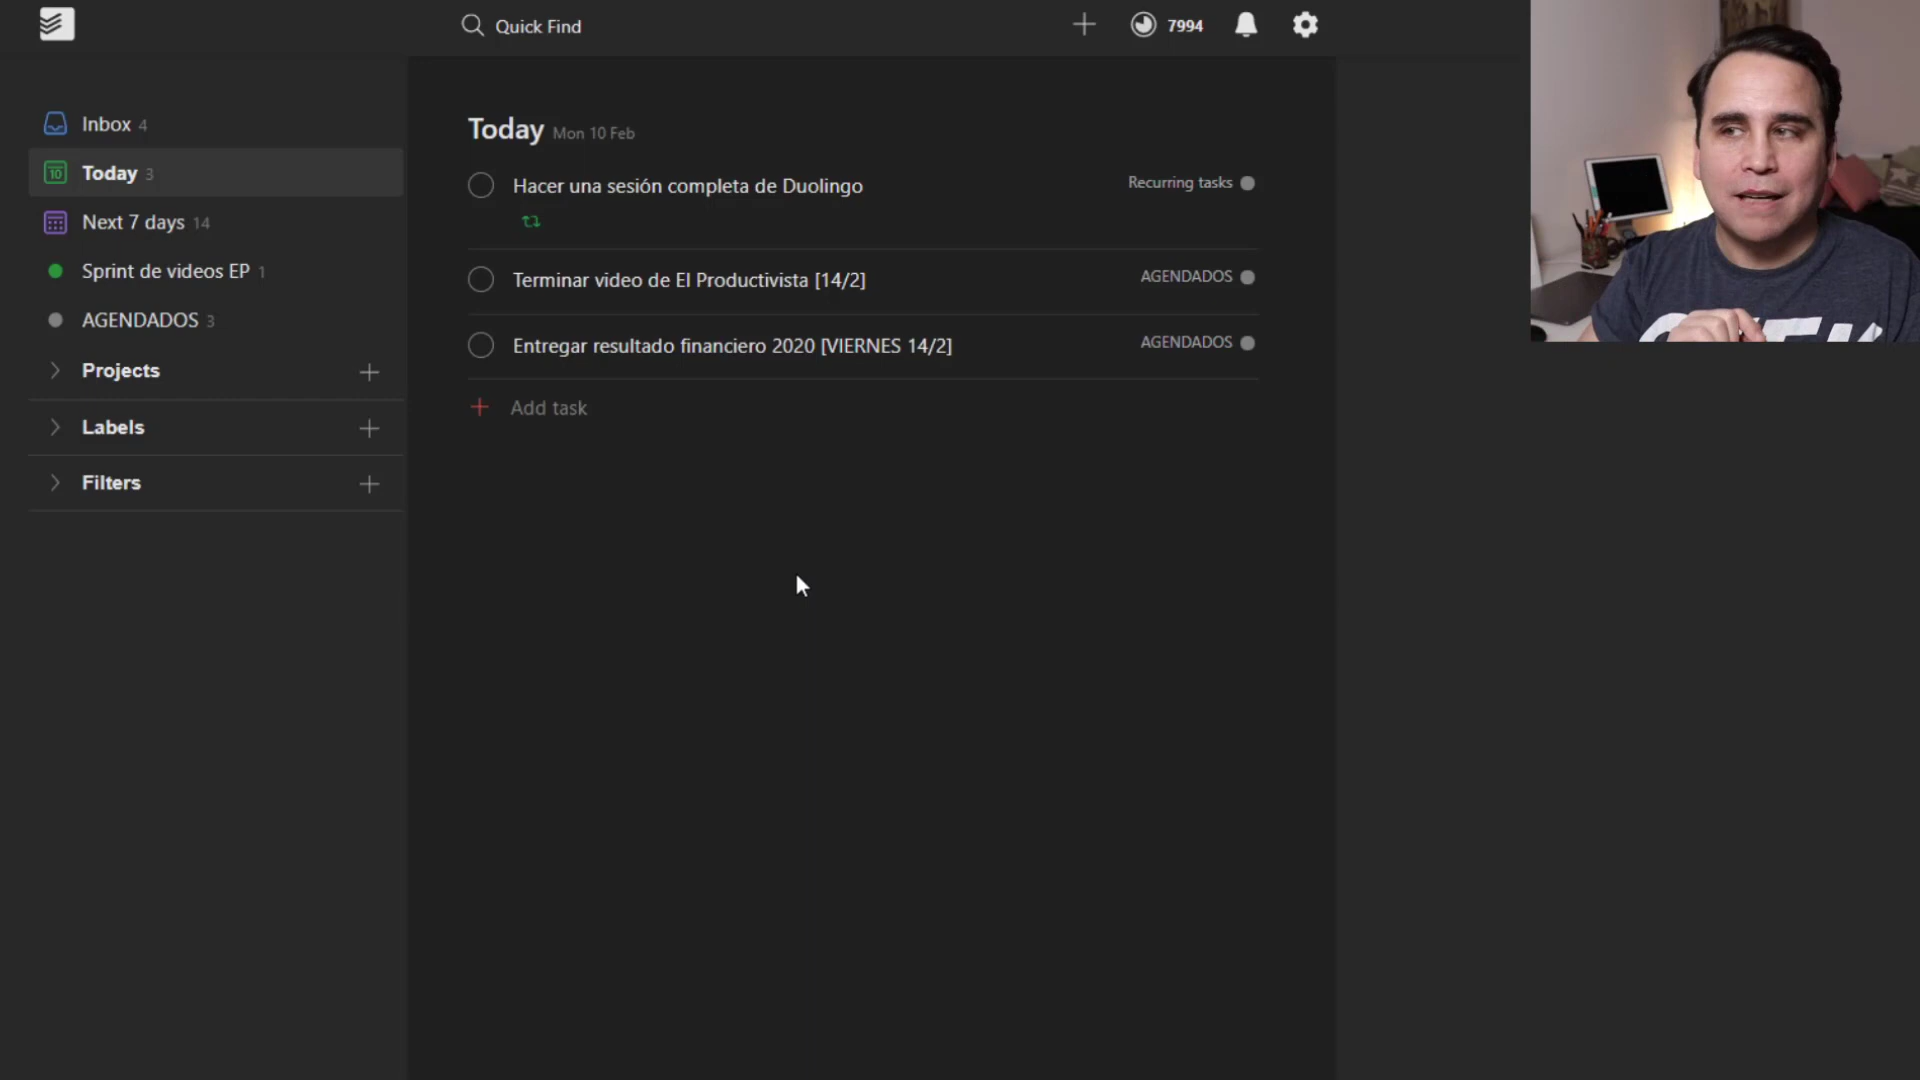 Quick Find
7994
Inbox 4
10 Today 3
Next 7 days 14
Sprint de videos EP 1
AGENDADOS 3
Projects
Labels
Filters
Today Mon 10 Feb
Hacer una sesión completa de Duolingo
Recurring tasks
Terminar video de El Productivista [14/2]
AGENDADOS
Entregar resultado financiero 2020 [VIERNES 14/2]
AGENDADOS
Add task